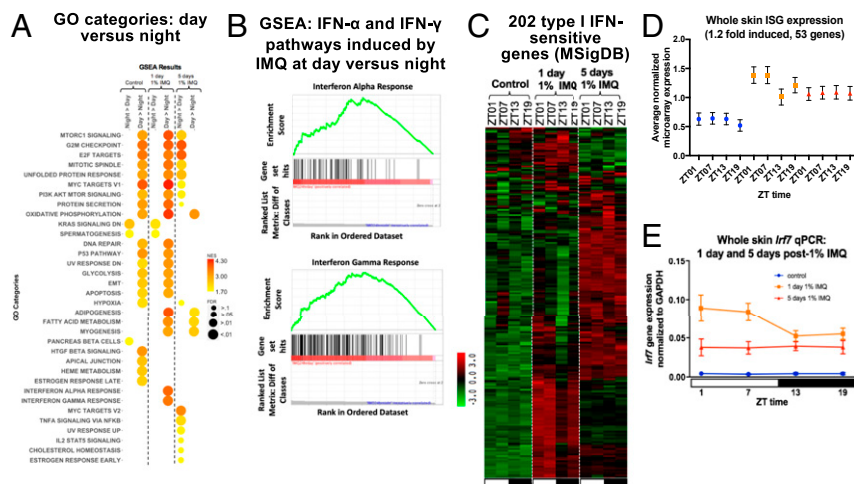 A
GO categories: day
versus night
GSEA Results
Control
1 day
1% IMQ
5 days
1% IMQ
Night > Day
Day > Night
Night > Day
Day > Night
Night > Day
Day > Night
GO Categories
MTORC1 SIGNALING
G2M CHECKPOINT
E2F TARGETS
MITOTIC SPINDLE
UNFOLDED PROTEIN RESPONSE
MYC TARGETS V1
PI3K AKT MTOR SIGNALING
PROTEIN SECRETION
OXIDATIVE PHOSPHORYLATION
KRAS SIGNALING DN
SPERMATOGENESIS
DNA REPAIR
P53 PATHWAY
UV RESPONSE DN
GLYCOLYSIS
EMT
APOPTOSIS
HYPOXIA
ADIPOGENESIS
FATTY ACID METABOLISM
MYOGENESIS
PANCREAS BETA CELLS
HTGF BETA SIGNALING
APICAL JUNCTION
HEME METABOLISM
ESTROGEN RESPONSE LATE
INTERFERON ALPHA RESPONSE
INTERFERON GAMMA RESPONSE
MYC TARGETS V2
TNFA SIGNALING VIA NFKB
UV RESPONSE UP
IL2 STAT5 SIGNALING
CHOLESTEROL HOMEOSTASIS
ESTROGEN RESPONSE EARLY
NES
4.30
3.00
1.70
FDR
>.01
<.01
B
GSEA: IFN-α and IFN-γ
pathways induced by
IMQ at day versus night
Interferon Alpha Response
Enrichment
Score
Gene
set
hits
Ranked List
Metric: Diff of
Classes
Rank in Ordered Dataset
Interferon Gamma Response
Enrichment
Score
Gene
set
hits
Ranked List
Metric: Diff of
Classes
Rank in Ordered Dataset
C
202 type I IFN-
sensitive
genes (MSigDB)
Control
1 day
1% IMQ
5 days
1% IMQ
ZT01
ZT07
ZT13
ZT19
ZT01
ZT07
ZT13
ZT19
ZT01
ZT07
ZT13
ZT19
-3.0 0 3.0
D
Whole skin ISG expression
(1.2 fold induced, 53 genes)
Average normalized
microarray expression
2.0
1.5
1.0
0.5
0.0
ZT01
ZT07
ZT13
ZT19
ZT01
ZT07
ZT13
ZT19
ZT01
ZT07
ZT13
ZT19
ZT time
E
Whole skin Irf7 qPCR:
1 day and 5 days post-1% IMQ
control
1 day 1% IMQ
5 days 1% IMQ
Irf7 gene expression
normalized to GAPDH
0.15
0.10
0.05
0.00
1 7 13 19
ZT time